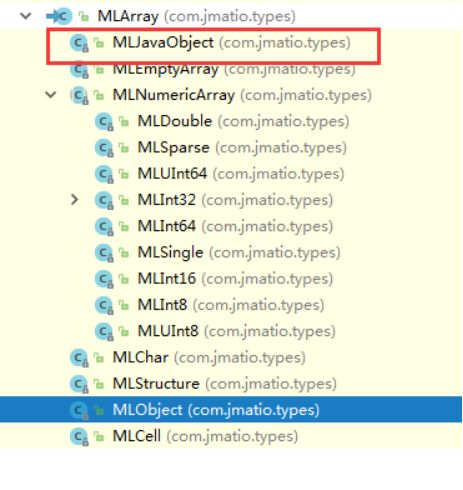 MLArray (com.jmatio.types)
MLJavaObject (com.jmatio.types)
MLEmptyArray (com.jmatio.types)
MLNumericArray (com.jmatio.types)
MLDouble (com.jmatio.types)
MLSparse (com.jmatio.types)
MLUInt64 (com.jmatio.types)
MLInt32 (com.jmatio.types)
MLInt64 (com.jmatio.types)
MLSingle (com.jmatio.types)
MLInt16 (com.jmatio.types)
MLInt8 (com.jmatio.types)
MLUInt8 (com.jmatio.types)
MLChar (com.jmatio.types)
MLStructure (com.jmatio.types)
MLObject (com.jmatio.types)
MLCell (com.jmatio.types)